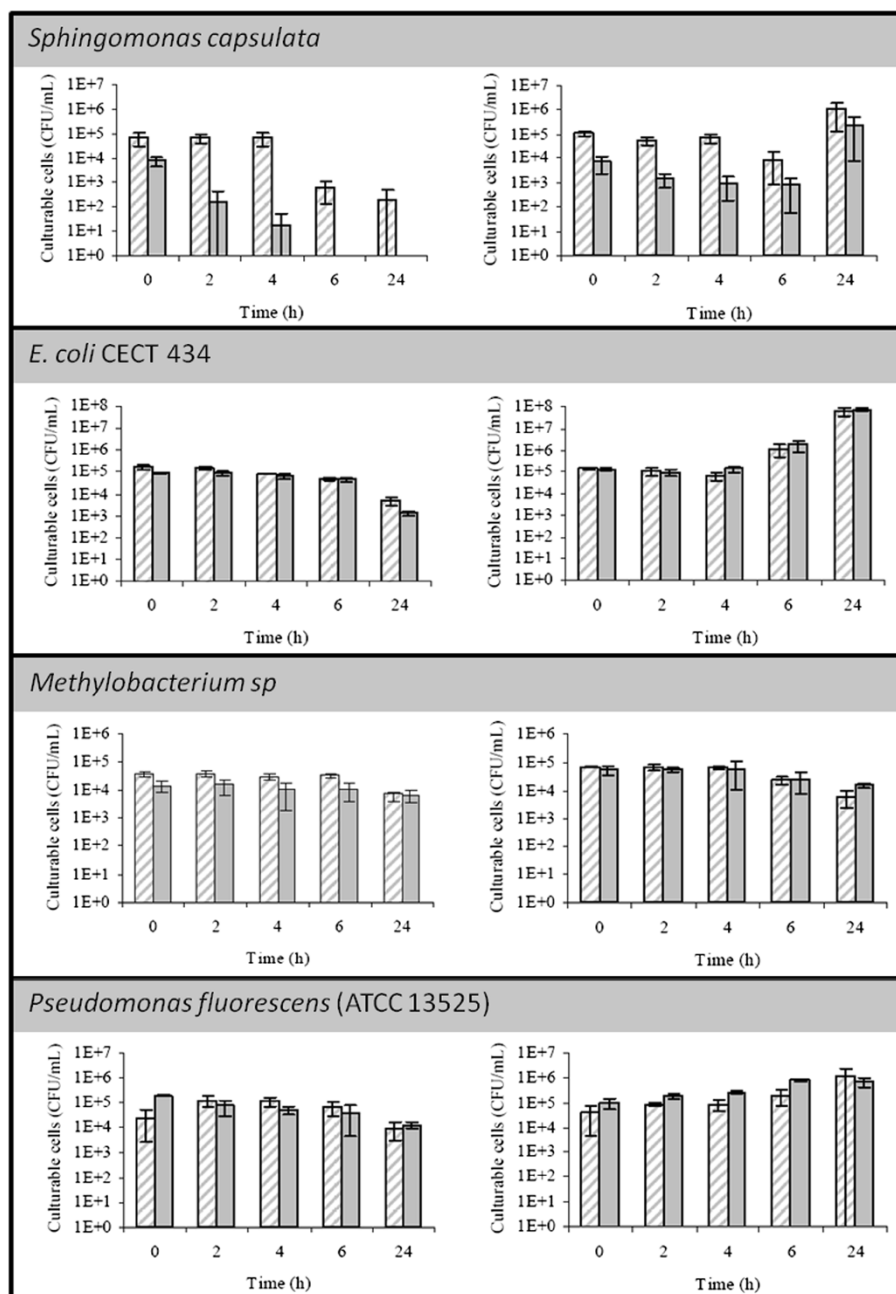 Sphingomonas capsulata
Culturable cells (CFU/mL)
1E+7
1E+6
1E+5
1E+4
1E+3
1E+2
1E+1
1E+0
0 2 4 6 24
Time (h)
Culturable cells (CFU/mL)
1E+7
1E+6
1E+5
1E+4
1E+3
1E+2
1E+1
1E+0
0 2 4 6 24
Time (h)
E. coli CECT 434
Culturable cells (CFU/mL)
1E+8
1E+7
1E+6
1E+5
1E+4
1E+3
1E+2
1E+1
1E+0
0 2 4 6 24
Time (h)
Culturable cells (CFU/mL)
1E+8
1E+7
1E+6
1E+5
1E+4
1E+3
1E+2
1E+1
1E+0
0 2 4 6 24
Time (h)
Methylobacterium sp
Culturable cells (CFU/mL)
1E+6
1E+5
1E+4
1E+3
1E+2
1E+1
1E+0
0 2 4 6 24
Time (h)
Culturable cells (CFU/mL)
1E+6
1E+5
1E+4
1E+3
1E+2
1E+1
1E+0
0 2 4 6 24
Time (h)
Pseudomonas fluorescens (ATCC 13525)
Culturable cells (CFU/mL)
1E+7
1E+6
1E+5
1E+4
1E+3
1E+2
1E+1
1E+0
0 2 4 6 24
Time (h)
Culturable cells (CFU/mL)
1E+7
1E+6
1E+5
1E+4
1E+3
1E+2
1E+1
1E+0
0 2 4 6 24
Time (h)